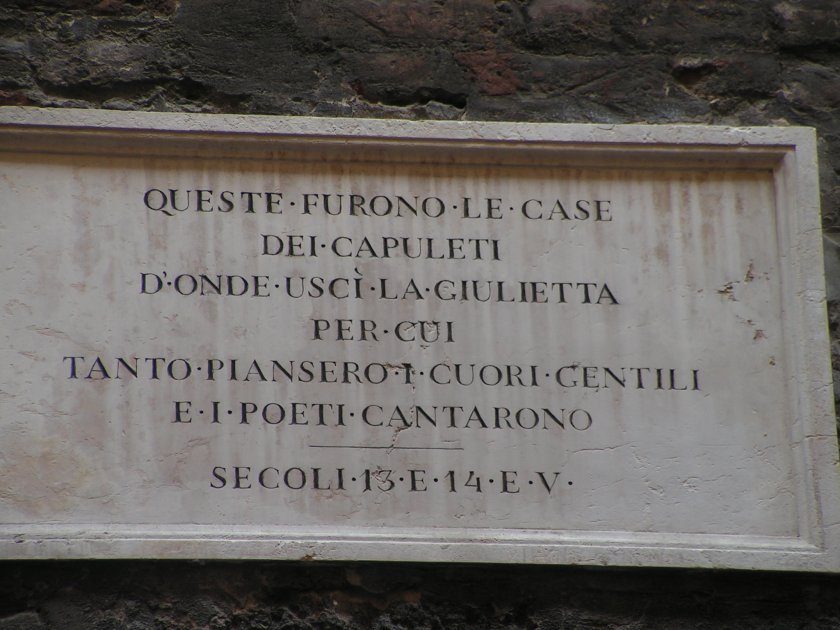 QUESTE·FURONO·LE·CASE
DEI·CAPULETI
D'·ONDE·USCÌ·LA·GIULIETTA
PER·CUI
TANTO·PIANSERO·I·CUORI·GENTILI
E·I·POETI·CANTARONO
SECOLI·13·E·14·E·V·